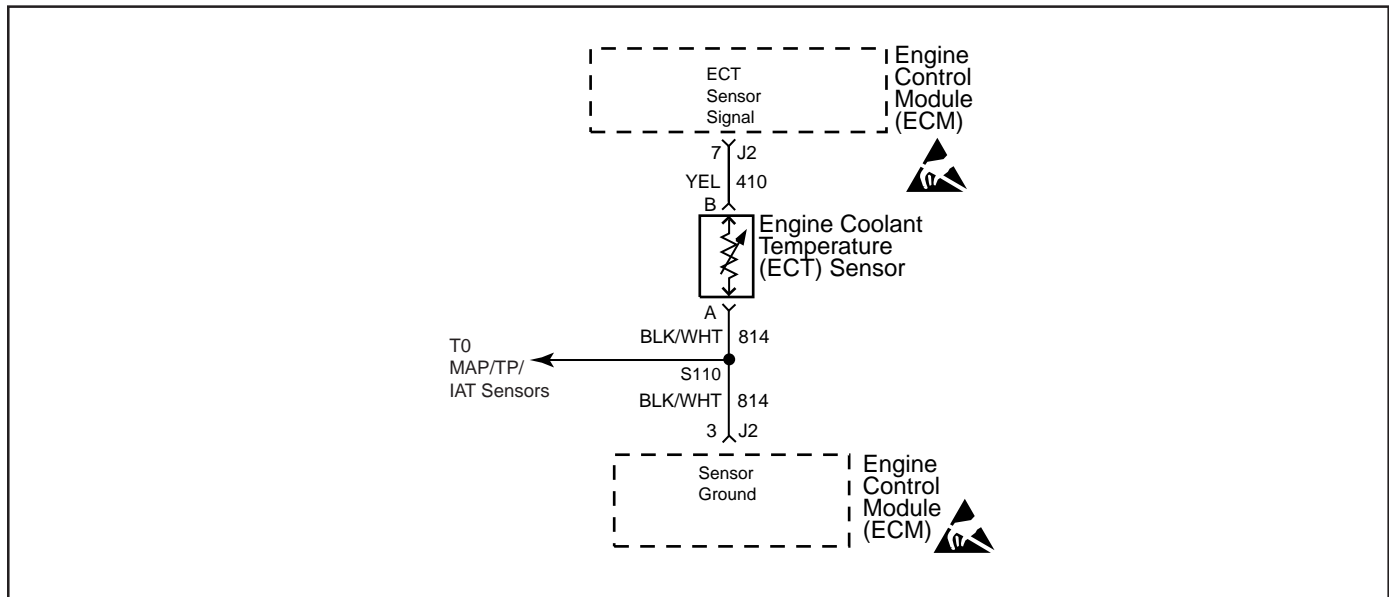 ECT
Sensor
Signal
Engine
Control
Module
(ECM)
7 J2
YEL 410
B
Engine Coolant
Temperature
(ECT) Sensor
A
BLK/WHT 814
T0
MAP/TP/
IAT Sensors
S110
BLK/WHT 814
3 J2
Sensor
Ground
Engine
Control
Module
(ECM)